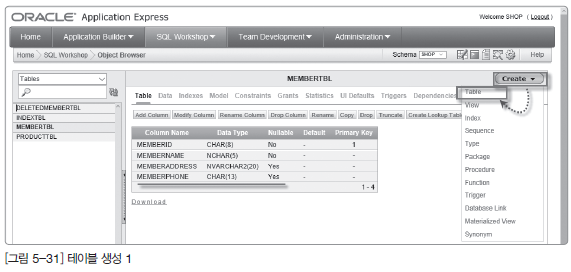 ORACLE® Application Express
Welcome SHOP (Logout)
Home Application Builder SQL Workshop Team Development Administration
Home SQL Workshop Object Browser
Schema SHOP Help
Tables
DELETEDMEMBERTBL
INDEXTBL
MEMBERTBL
PRODUCTTBL
MEMBERTBL
Create
Table Data Indexes Model Constraints Grants Statistics UI Defaults Triggers Dependencies
Add Column Modify Column Rename Column Drop Column Rename Copy Drop Truncate Create Lookup Table
Column Name Data Type Nullable Default Primary Key
MEMBERID CHAR(8) No - 1
MEMBERNAME NCHAR(5) No - -
MEMBERADDRESS NVARCHAR2(20) Yes - -
MEMBERPHONE CHAR(13) Yes - -
1 - 4
Download
Table
View
Index
Sequence
Type
Package
Procedure
Function
Trigger
Database Link
Materialized View
Synonym
[그림 5-31] 테이블 생성 1